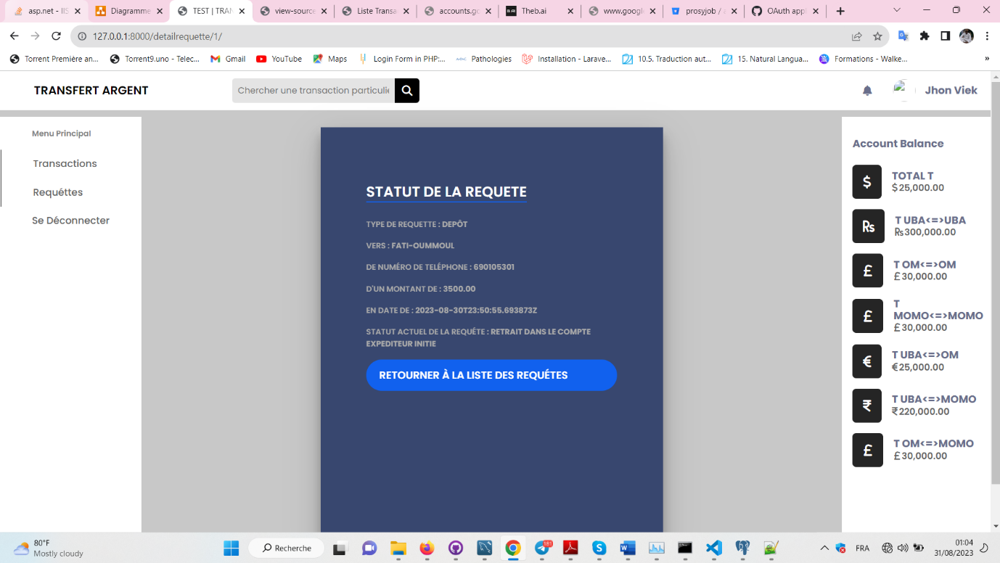 asp.net - IIS
Diagramme
TEST | TRAN
view-source
Liste Transa
accounts.go
Theb.ai
www.google
prosyjob / a
OAuth appl
127.0.0.1:8000/detailrequette/1/
Torrent Première an...
Torrent9.uno - Telec...
Gmail
YouTube
Maps
Login Form in PHP:...
Pathologies
Installation - Larave...
10.5. Traduction aut...
15. Natural Langua...
Formations - Walke...
»
TRANSFERT ARGENT
Chercher une transaction particuliè
Jhon Viek
Menu Principal
Transactions
Requéttes
Se Déconnecter
STATUT DE LA REQUETE
TYPE DE REQUETTE : DEPÔT
VERS : FATI-OUMMOUL
DE NUMÉRO DE TELÉPHONE : 690105301
D'UN MONTANT DE : 3500.00
EN DATE DE : 2023-08-30T23:50:55.693873Z
STATUT ACTUEL DE LA REQUÉTE : RETRAIT DANS LE COMPTE
EXPEDITEUR INITIE
RETOURNER À LA LISTE DES REQUÉTES
Account Balance
$
TOTAL T
$25,000.00
₨
T UBA<=>UBA
₨300,000.00
£
T OM<=>OM
£30,000.00
£
T
MOMO<=>MOMO
£30,000.00
€
T UBA<=>OM
€25,000.00
₹
T UBA<=>MOMO
₹220,000.00
£
T OM<=>MOMO
£30,000.00
80°F
Mostly cloudy
Recherche
181
FRA
01:04
31/08/2023